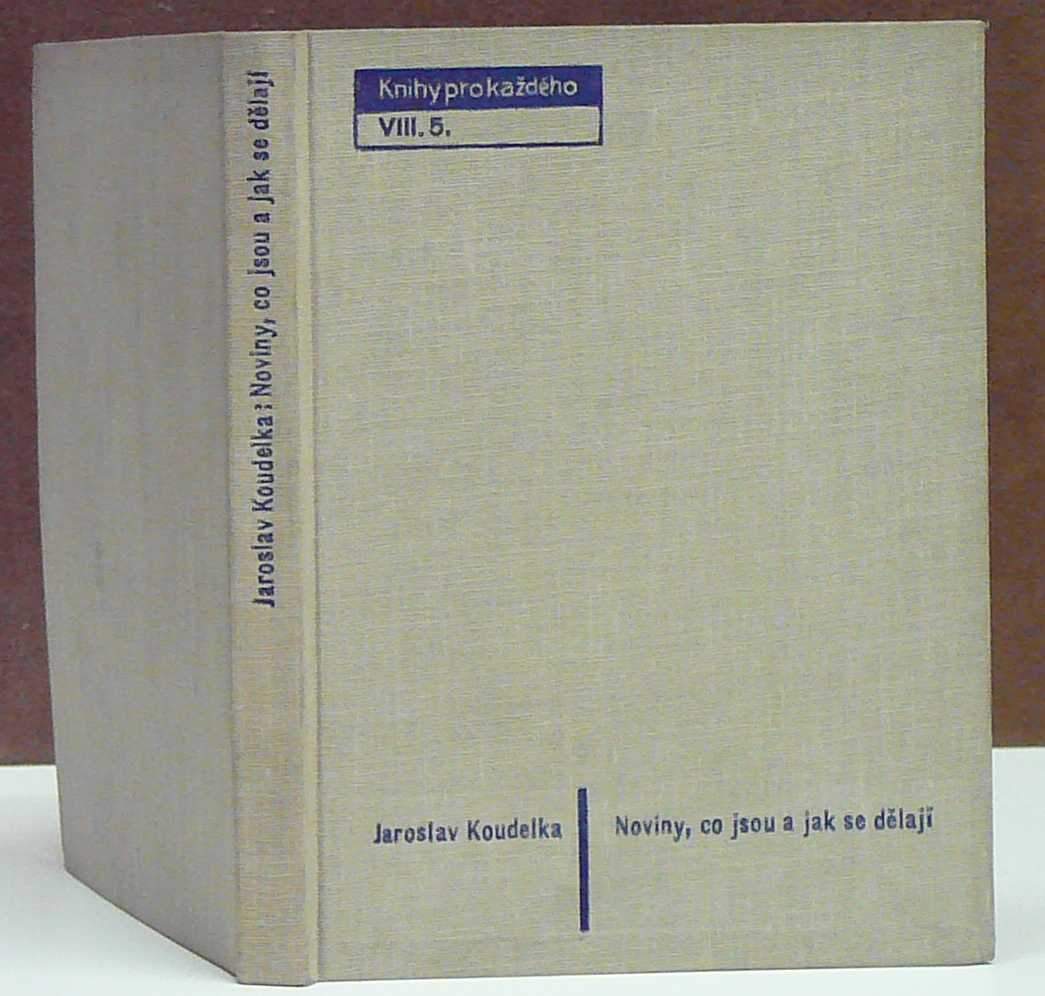 Knihy pro každého
VIII. 5.
Jaroslav Koudelka: Noviny, co jsou a jak se dělají
Jaroslav Koudelka
Noviny, co jsou a jak se dělají